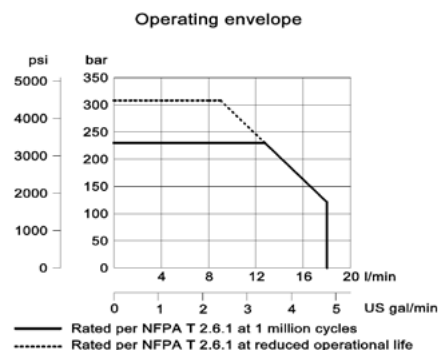 Operating envelope
psi bar
5000 350
4000 300
250
3000 200
2000 150
100
1000 50
0 0
4 8 12 16 20 l/min
0 1 2 3 4 5 US gal/min
Rated per NFPA T 2.6.1 at 1 million cycles
Rated per NFPA T 2.6.1 at reduced operational life